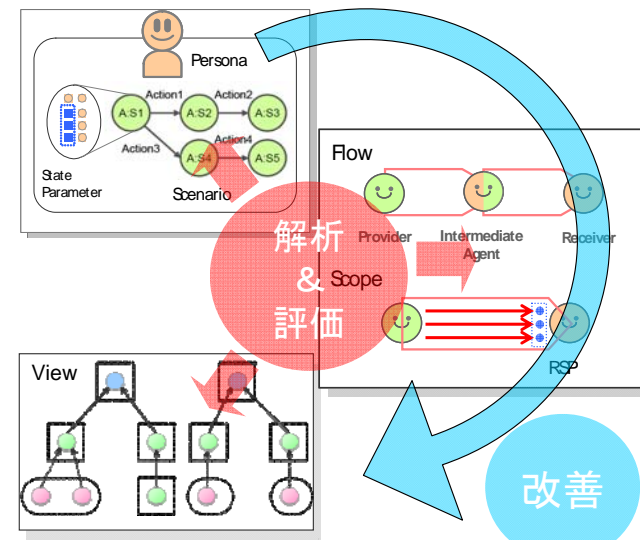 Persona
Action1
Action2
A:S1
A:S2
A:S3
Action3
Action4
A:S4
A:S5
State
Parameter
Scenario
Flow
Provider
Intermediate
Agent
Receiver
Scope
RSP
解析
&
評価
View
改善